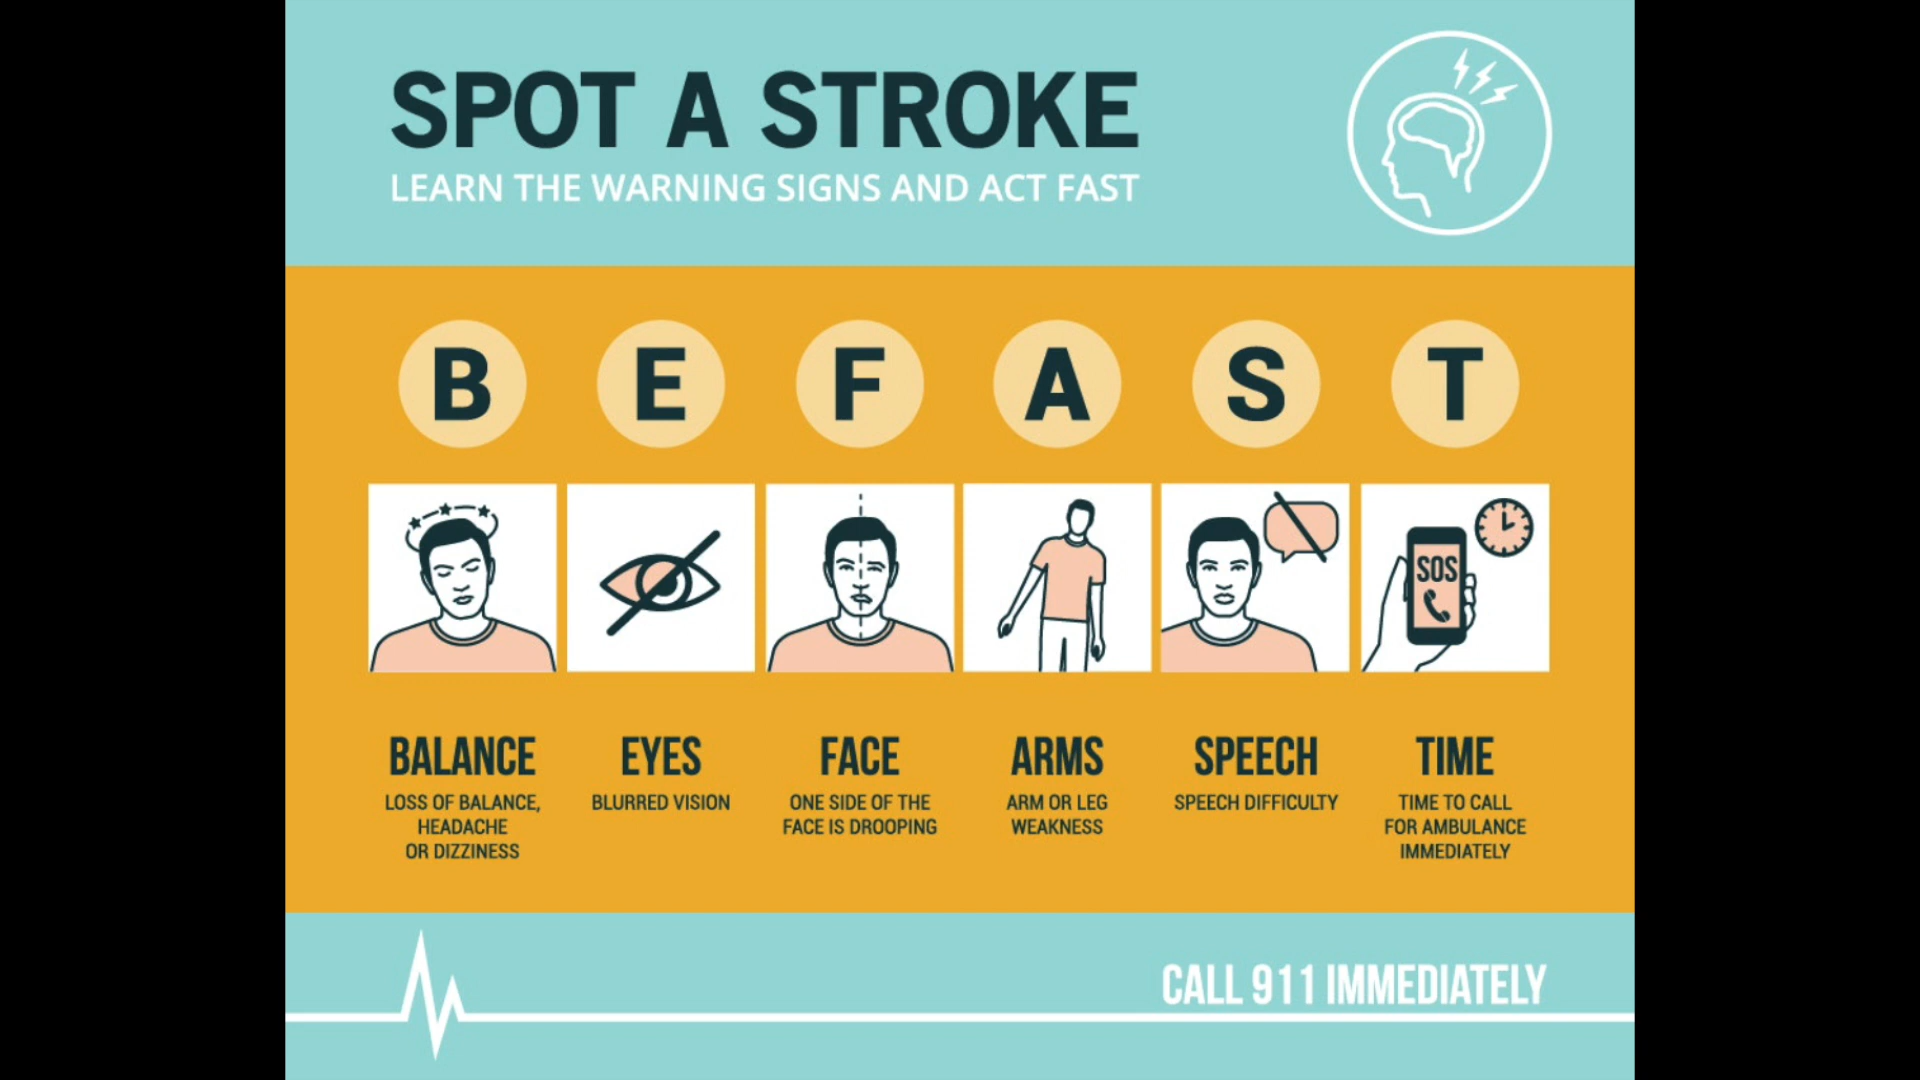 SPOT A STROKE
LEARN THE WARNING SIGNS AND ACT FAST
B E F A S T
SOS
BALANCE
LOSS OF BALANCE,
HEADACHE
OR DIZZINESS
EYES
BLURRED VISION
FACE
ONE SIDE OF THE
FACE IS DROOPING
ARMS
ARM OR LEG
WEAKNESS
SPEECH
SPEECH DIFFICULTY
TIME
TIME TO CALL
FOR AMBULANCE
IMMEDIATELY
CALL 911 IMMEDIATELY